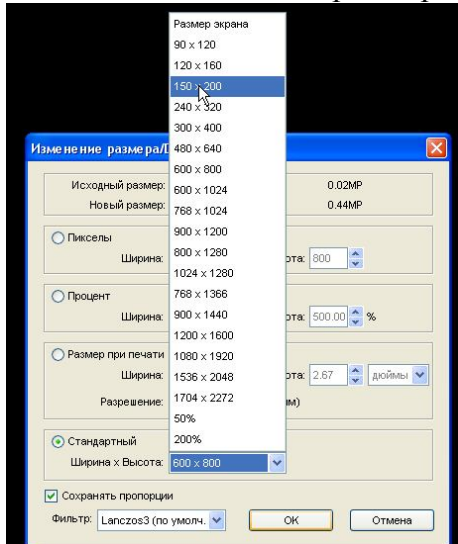 Размер экрана
90 x 120
120 x 160
150 x 200
240 x 320
300 x 400
480 x 640
600 x 800
600 x 1024
768 x 1024
900 x 1200
800 x 1280
1024 x 1280
768 x 1366
900 x 1440
1200 x 1600
1080 x 1920
1536 x 2048
1704 x 2272
50%
200%
Изменение размера/
Исходный размер: 0.02MP
Новый размер: 0.44MP
Пикселы
Ширина: ота: 800
Процент
Ширина: ота: 500.00 %
Размер при печати
Ширина: ота: 2.67 дюймы
Разрешение: м)
Стандартный
Ширина x Высота: 600 x 800
Сохранять пропорции
Фильтр: Lanczos3 (по умолч. OK Отмена